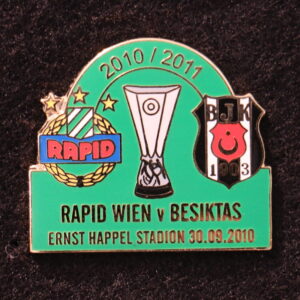 2010 / 2011
RAPID
BJK
1903
RAPID WIEN v BESIKTAS
ERNST HAPPEL STADION 30.09.2010